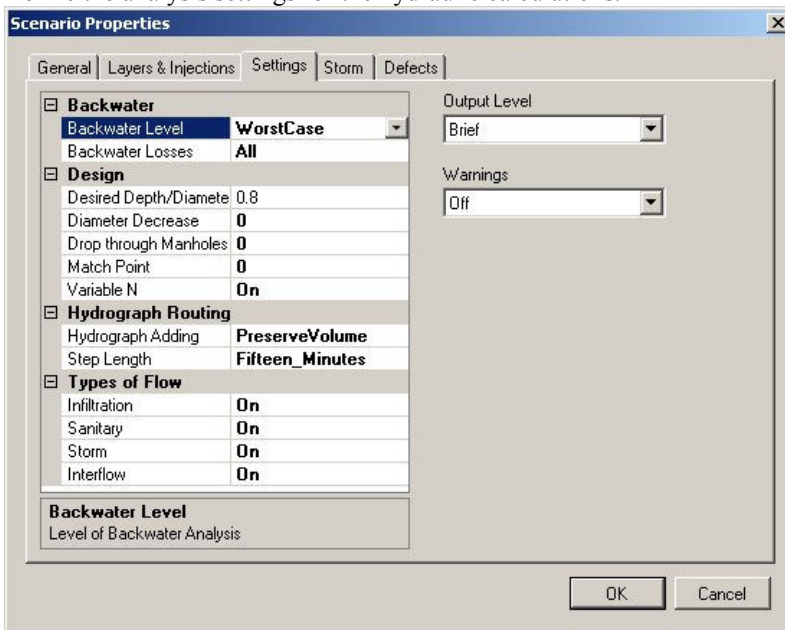 Scenario Properties
General Layers & Injections Settings Storm Defects
Backwater
Backwater Level WorstCase
Backwater Losses All
Design
Desired Depth/Diamete 0.8
Diameter Decrease 0
Drop through Manholes 0
Match Point 0
Variable N On
Hydrograph Routing
Hydrograph Adding PreserveVolume
Step Length Fifteen_Minutes
Types of Flow
Infiltration On
Sanitary On
Storm On
Interflow On
Backwater Level
Level of Backwater Analysis
Output Level
Brief
Warnings
Off
OK Cancel